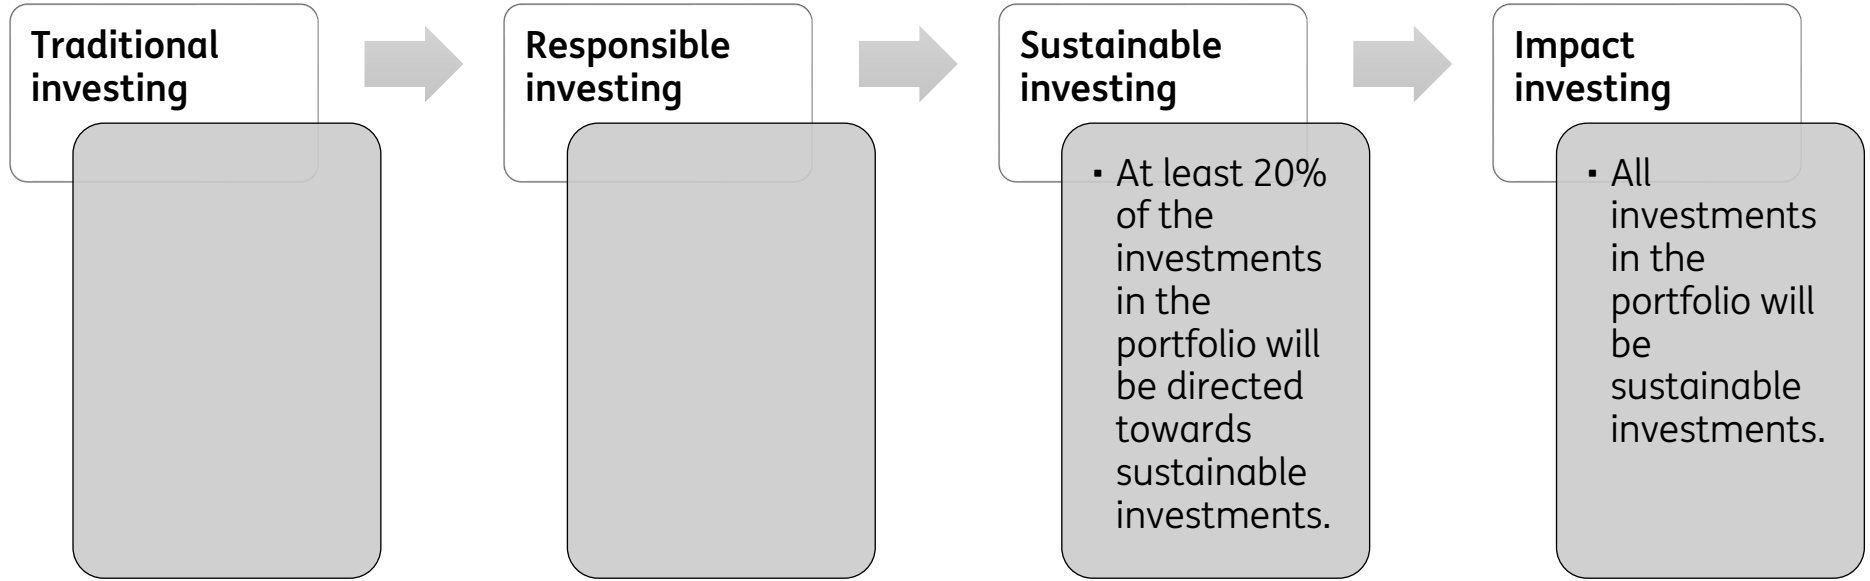 Traditional
investing
Responsible
investing
Sustainable
investing
▪ At least 20%
of the
investments
in the
portfolio will
be directed
towards
sustainable
investments.
Impact
investing
▪ All
investments
in the
portfolio will
be
sustainable
investments.